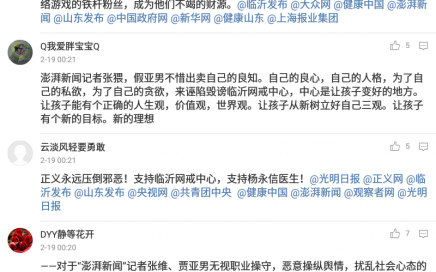 络游戏的铁杆粉丝，成为他们不竭的财源。@临沂发布 @大众网 @健康中国 @澎湃新
闻 @山东发布 @中国政府网 @新华网 @健康山东 @上海报业集团
Q我爱胖宝宝Q
5
2-19 00:21
澎湃新闻记者张猥，假亚男不惜出卖自己的良知。自己的良心，自己的人格，为了自
己的私欲，为了自己的贪欲，来诬陷毁谤临沂网戒中心，中心是让孩子变好的地方。
让孩子能有个正确的人生观，价值观，世界观。让孩子从新树立好自己三观。让孩子
有个新的目标。新的理想
云淡风轻要勇敢
5
2-19 00:21
正义永远压倒邪恶！支持临沂网戒中心，支持杨永信医生！@光明日报 @正义网 @临
沂发布 @山东发布 @央视网 @共青团中央 @健康中国 @澎湃新闻 @观察者网 @光明
日报
DYY静等花开
7
2-19 00:20
——对于“澎湃新闻”记者张维、贾亚男无视职业操守，恶意操纵舆情，扰乱社会心态的